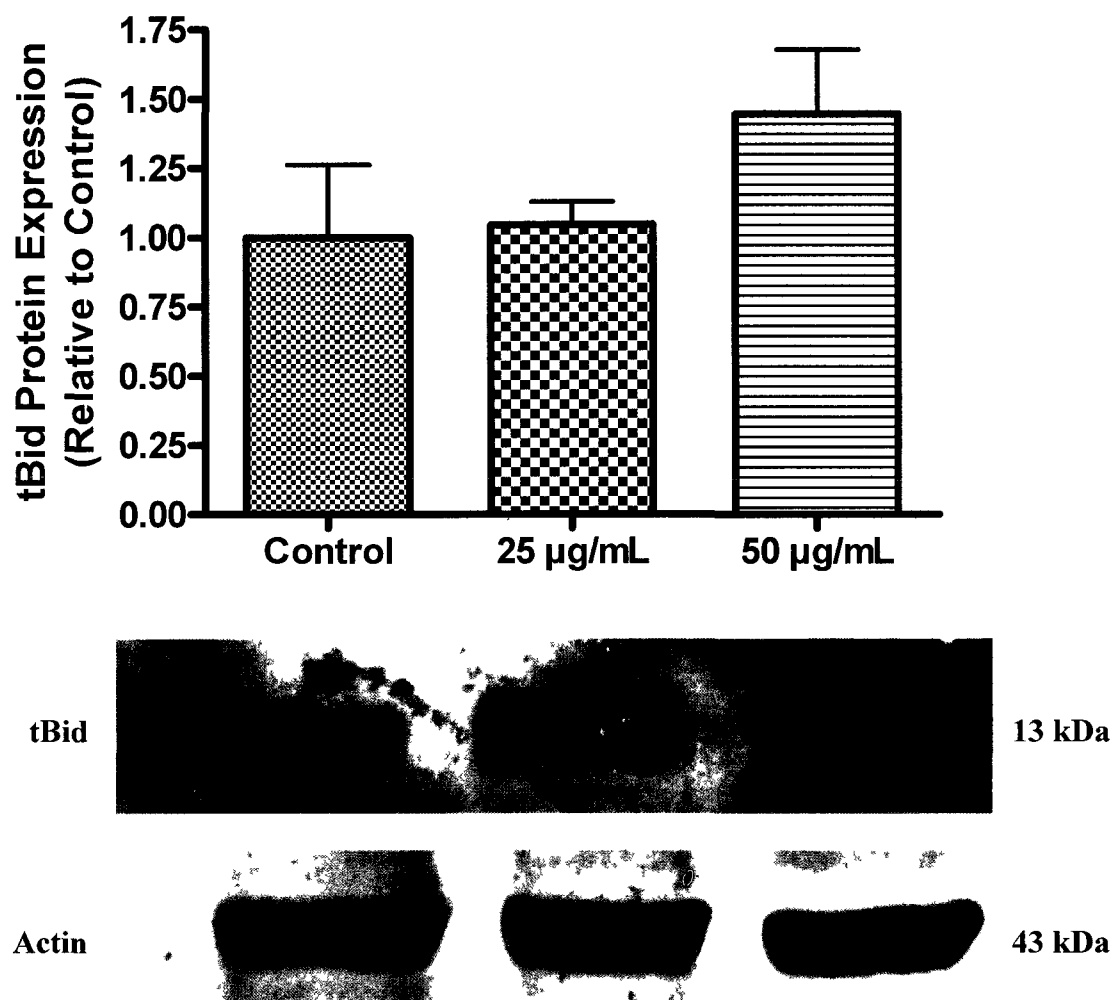 tBid Protein Expression
(Relative to Control)
1.75
1.50
1.25
1.00
0.75
0.50
0.25
0.00
Control 25 µg/mL 50 µg/mL
tBid 13 kDa
Actin 43 kDa